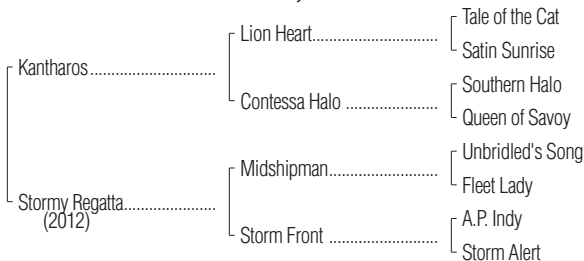 Tale of the Cat
Lion Heart
Satin Sunrise
Kantharos
Southern Halo
Contessa Halo
Queen of Savoy
Unbridled's Song
Midshipman
Fleet Lady
Stormy Regatta
(2012)
A.P. Indy
Storm Front
Storm Alert